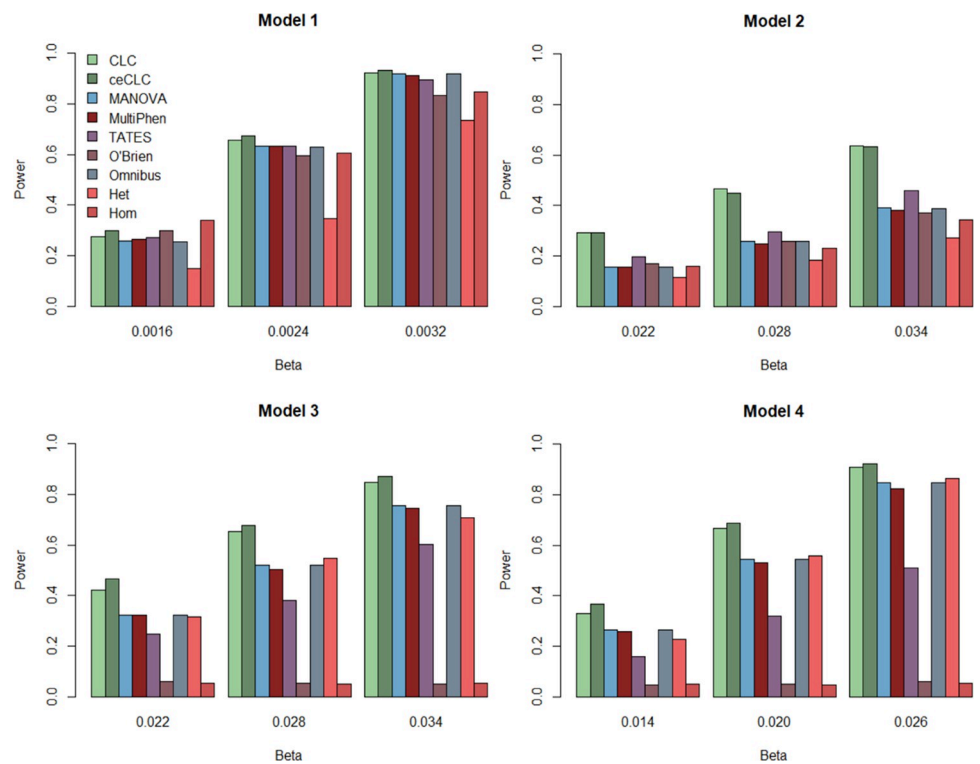 Model 1
Power
0.0 0.2 0.4 0.6 0.8 1.0
CLC
ceCLC
MANOVA
MultiPhen
TATES
O'Brien
Omnibus
Het
Hom
0.0016 0.0024 0.0032
Beta
Model 2
Power
0.0 0.2 0.4 0.6 0.8 1.0
0.022 0.028 0.034
Beta
Model 3
Power
0.0 0.2 0.4 0.6 0.8 1.0
0.022 0.028 0.034
Beta
Model 4
Power
0.0 0.2 0.4 0.6 0.8 1.0
0.014 0.020 0.026
Beta